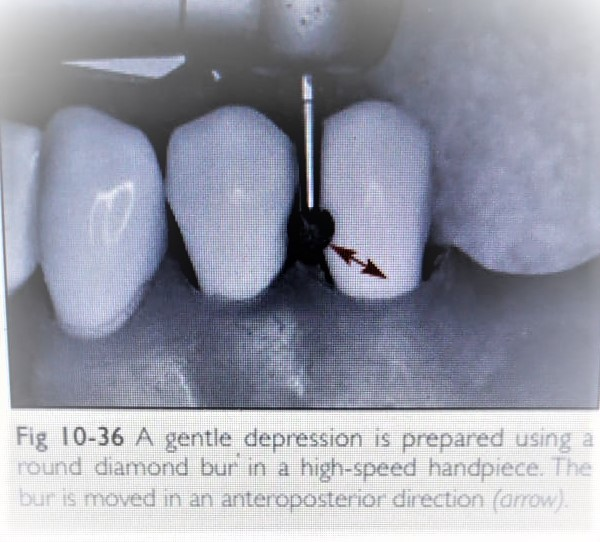 Fig 10-36 A gentle depression is prepared using a
round diamond bur in a high-speed handpiece. The
bur is moved in an anteroposterior direction (arrow).